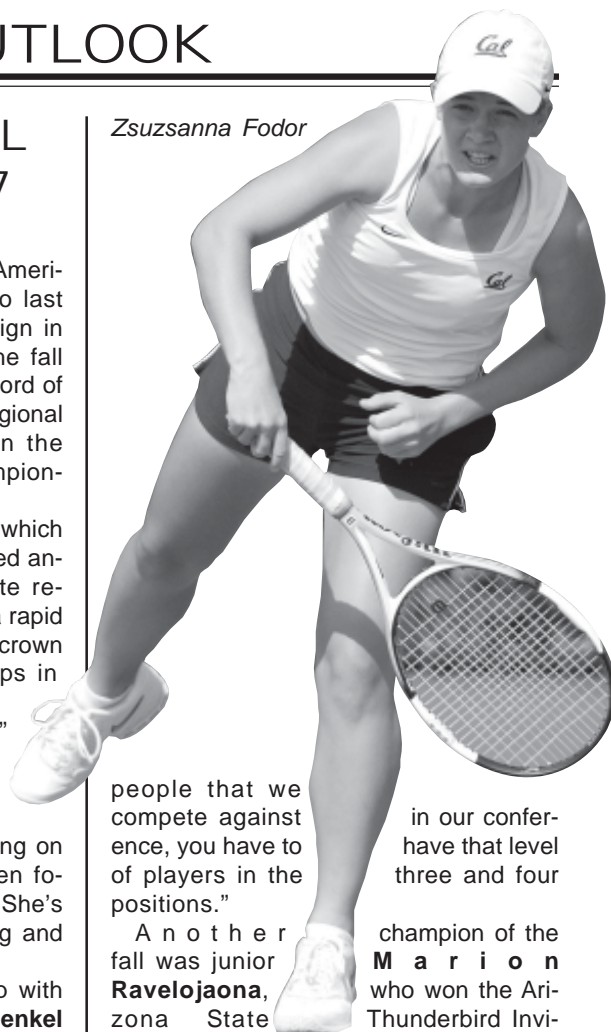 UTLOOK
L
7
Ameri-
o last
ign in
he fall
ord of
gional
n the
mpion-
which
ed an-
te re-
rapid
crown
ps in
”
ng on
en fo-
She’s
g and
o with
enkel
Zsuzsanna Fodor
Cal
Cal
people that we
compete against in our confer-
ence, you have to have that level
of players in the three and four
positions.”
Another champion of the
fall was junior Marion
Ravelojaona, who won the Ari-
zona State Thunderbird Invi-